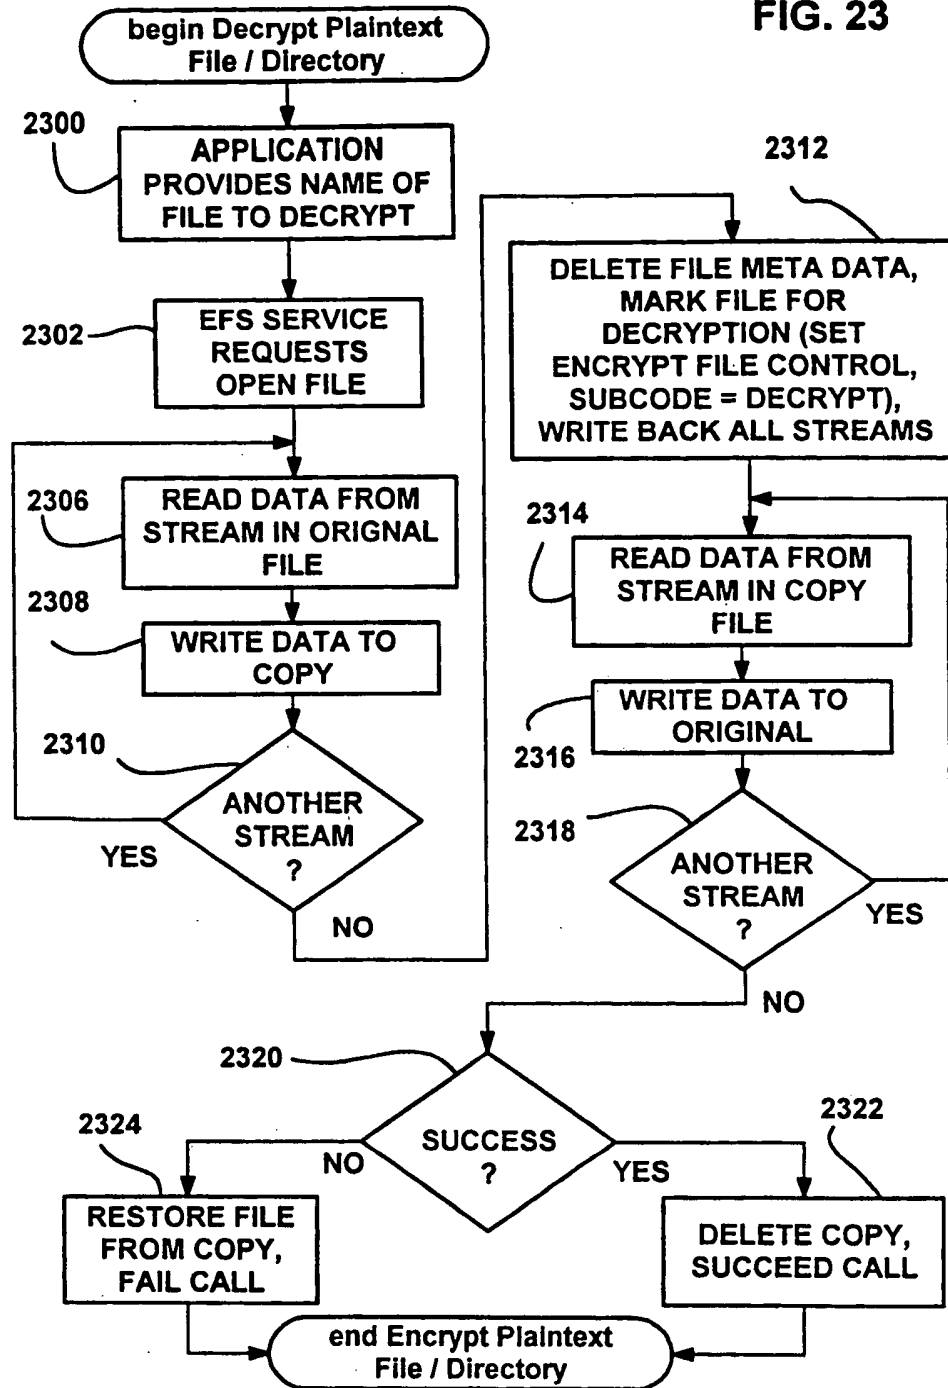 FIG. 23
begin Decrypt Plaintext
File / Directory
2300
APPLICATION
PROVIDES NAME OF
FILE TO DECRYPT
2302
EFS SERVICE
REQUESTS
OPEN FILE
2306
READ DATA FROM
STREAM IN ORIGNAL
FILE
2308
WRITE DATA TO
COPY
2310
ANOTHER
STREAM
?
YES
NO
2312
DELETE FILE META DATA,
MARK FILE FOR
DECRYPTION (SET
ENCRYPT FILE CONTROL,
SUBCODE = DECRYPT),
WRITE BACK ALL STREAMS
2314
READ DATA FROM
STREAM IN COPY
FILE
WRITE DATA TO
ORIGINAL
2316
2318
ANOTHER
STREAM
?
YES
NO
2320
SUCCESS
?
NO
YES
2324
RESTORE FILE
FROM COPY,
FAIL CALL
2322
DELETE COPY,
SUCCEED CALL
end Encrypt Plaintext
File / Directory